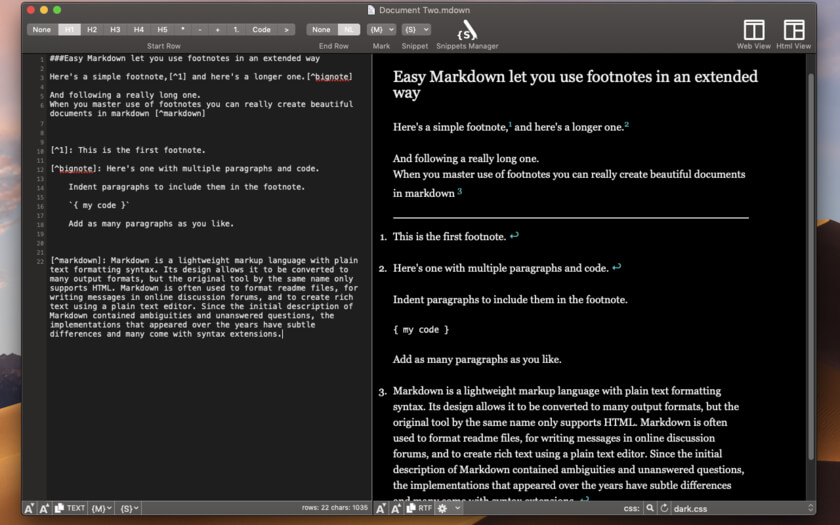 Document Two.mdown
None H1 H2 H3 H4 H5 * - + 1. Code > None NL {M} {S} {S}
Start Row End Row Mark Snippet Snippets Manager Web View Html View
1 ###Easy Markdown let you use footnotes in an extended way
2
3 Here's a simple footnote,[^1] and here's a longer one.[^bignote]
4
5 And following a really long one.
6 When you master use of footnotes you can really create beautiful
documents in markdown [^markdown]
7
8
9
10 [^1]: This is the first footnote.
11
12 [^bignote]: Here's one with multiple paragraphs and code.
13
14 Indent paragraphs to include them in the footnote.
15
16 `{ my code }`
17
18 Add as many paragraphs as you like.
19
20
21
22 [^markdown]: Markdown is a lightweight markup language with plain
text formatting syntax. Its design allows it to be converted to
many output formats, but the original tool by the same name only
supports HTML. Markdown is often used to format readme files, for
writing messages in online discussion forums, and to create rich
text using a plain text editor. Since the initial description of
Markdown contained ambiguities and unanswered questions, the
implementations that appeared over the years have subtle
differences and many come with syntax extensions.
Easy Markdown let you use footnotes in an extended
way
Here's a simple footnote,1 and here's a longer one.2
And following a really long one.
When you master use of footnotes you can really create beautiful documents
in markdown 3
1. This is the first footnote. ↩
2. Here's one with multiple paragraphs and code. ↩
Indent paragraphs to include them in the footnote.
{ my code }
Add as many paragraphs as you like.
3. Markdown is a lightweight markup language with plain text formatting
syntax. Its design allows it to be converted to many output formats, but the
original tool by the same name only supports HTML. Markdown is often
used to format readme files, for writing messages in online discussion
forums, and to create rich text using a plain text editor. Since the initial
description of Markdown contained ambiguities and unanswered questions,
the implementations that appeared over the years have subtle differences
and many come with syntax extensions. ↩
A A TEXT {M} {S} rows: 22 chars: 1035
A A RTF css: dark.css